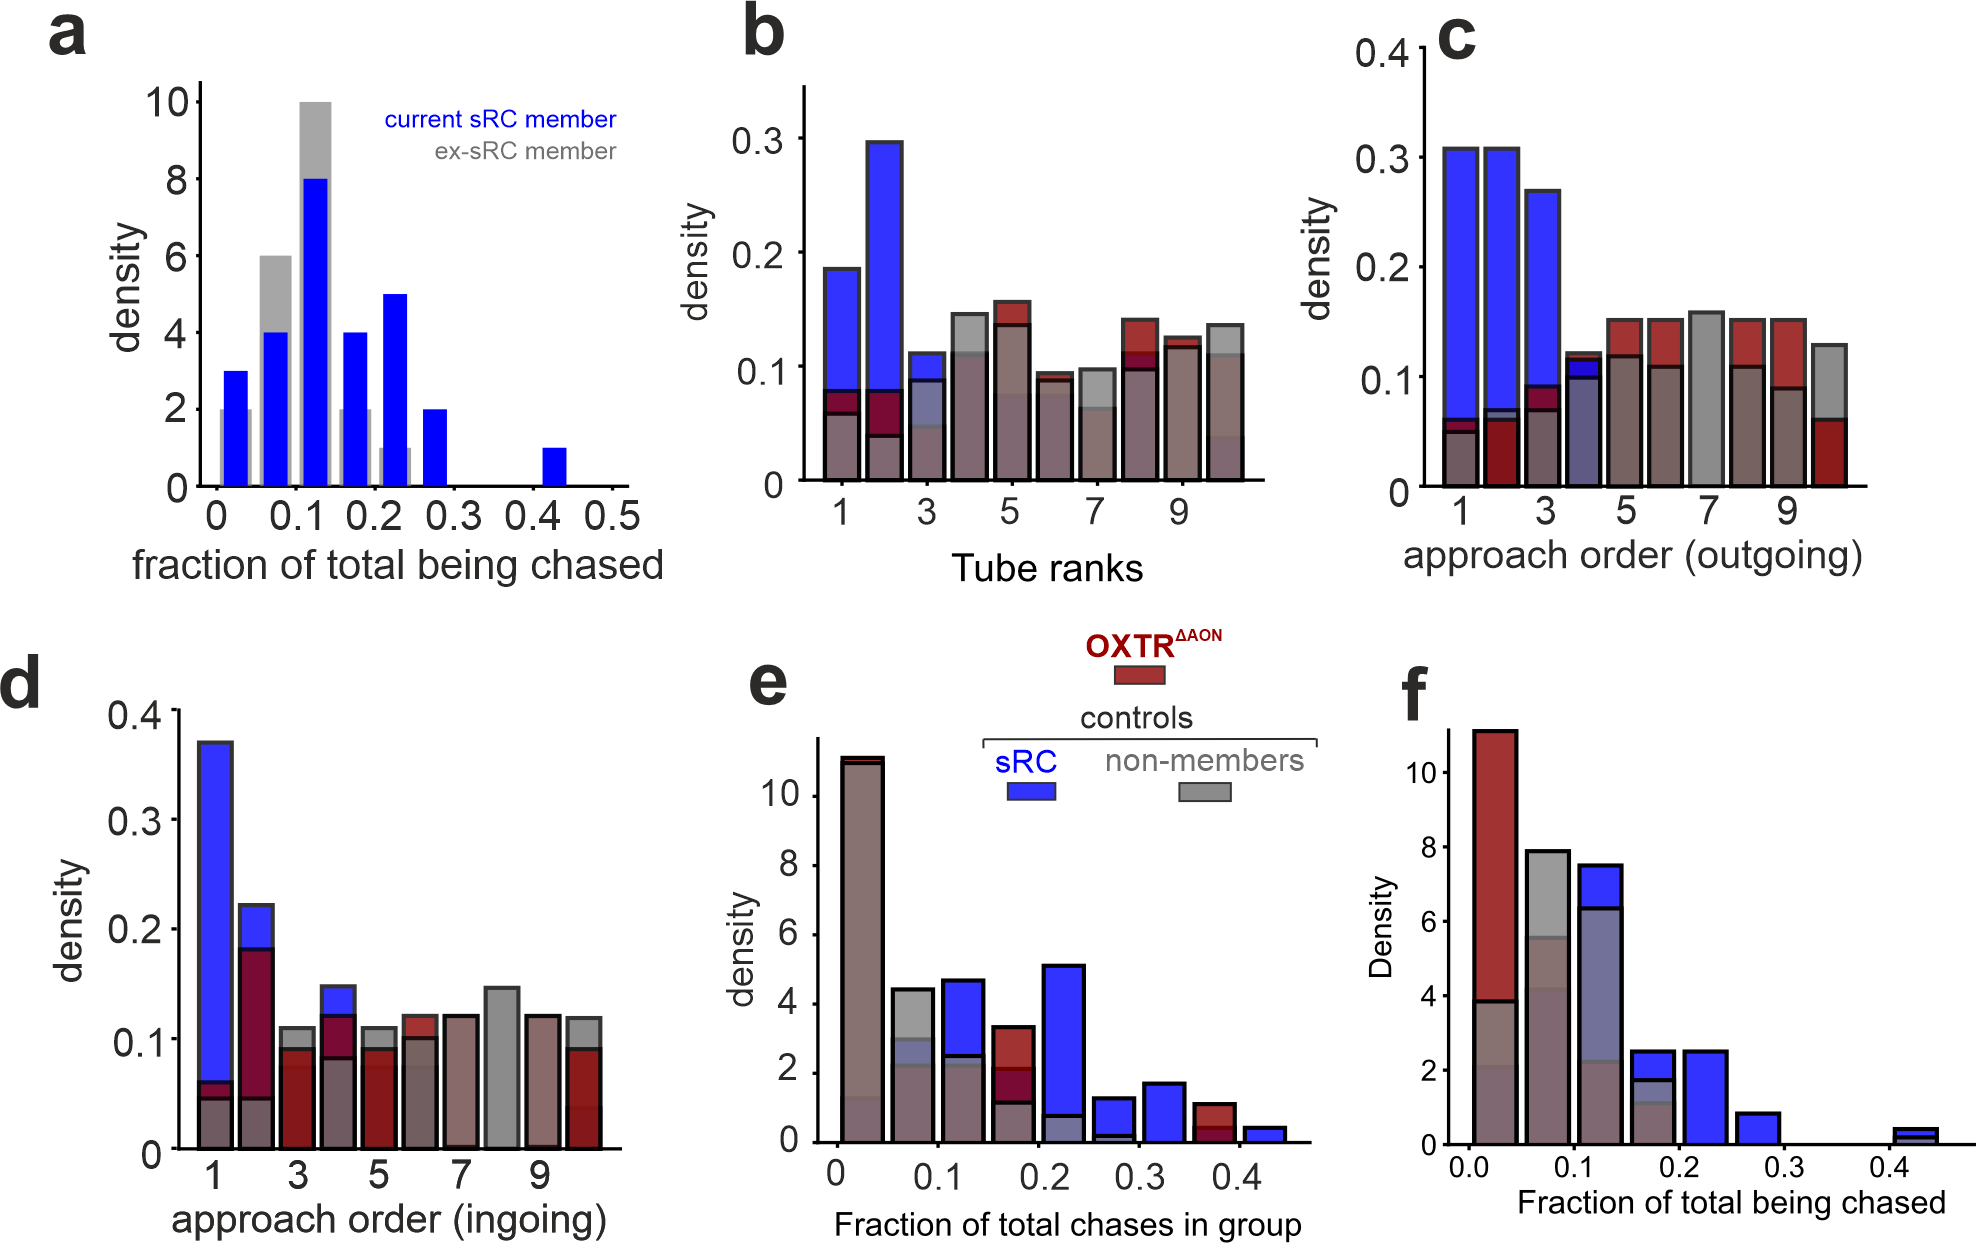 a
10
8
6
4
2
0
density
current sRC member
ex-sRC member
0 0.1 0.2 0.3 0.4 0.5
fraction of total being chased
b
0.3
0.2
0.1
0
density
1 3 5 7 9
Tube ranks
c
0.4
0.3
0.2
0.1
0
density
1 3 5 7 9
approach order (outgoing)
d
0.4
0.3
0.2
0.1
0
density
1 3 5 7 9
approach order (ingoing)
e
OXTRΔAON
controls
sRC non-members
10
8
6
4
2
0
density
0 0.1 0.2 0.3 0.4
Fraction of total chases in group
f
10
8
6
4
2
0
Density
0.0 0.1 0.2 0.3 0.4
Fraction of total being chased